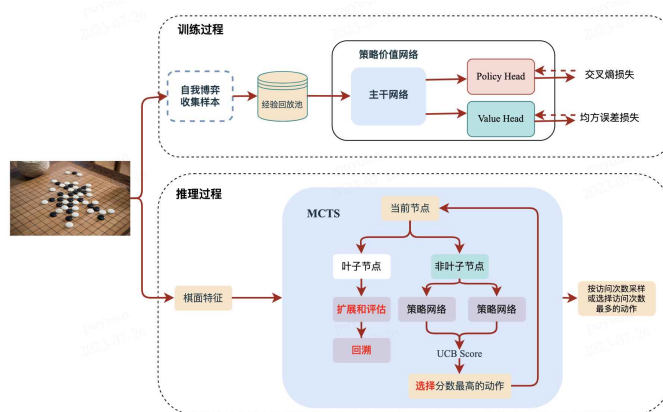 训练过程
策略价值网络
自我博弈
收集样本
经验回放池
主干网络
Policy Head
交叉熵损失
Value Head
均方误差损失
推理过程
MCTS
当前节点
叶子节点
非叶子节点
棋面特征
扩展和评估
策略网络
策略网络
按访问次数采样
或选择访问次数
最多的动作
回溯
UCB Score
选择分数最高的动作